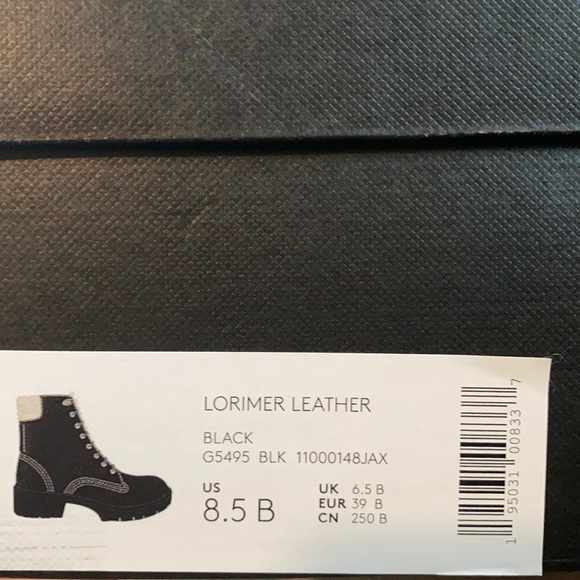 LORIMER LEATHER
BLACK
G5495 BLK 11000148JAX
US
8.5 B
UK 6.5 B
EUR 39 B
CN 250 B
1 95031 00833 7